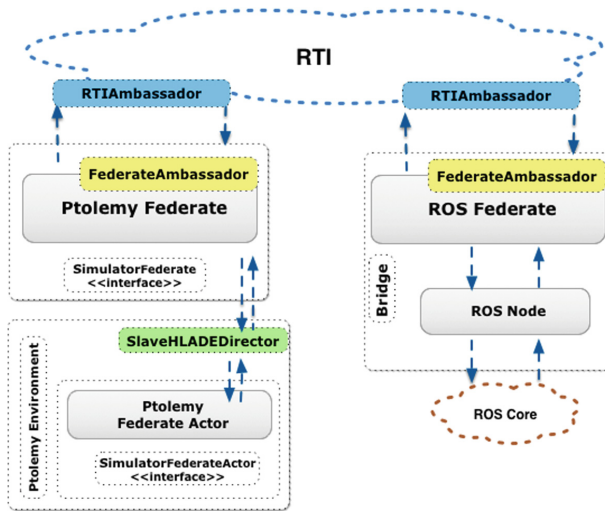 RTI
RTIAmbassador
RTIAmbassador
FederateAmbassador
Ptolemy Federate
SimulatorFederate
<<interface>>
FederateAmbassador
ROS Federate
Bridge
ROS Node
ROS Core
SlaveHLADEDirector
Ptolemy Environment
Ptolemy
Federate Actor
SimulatorFederateActor
<<interface>>